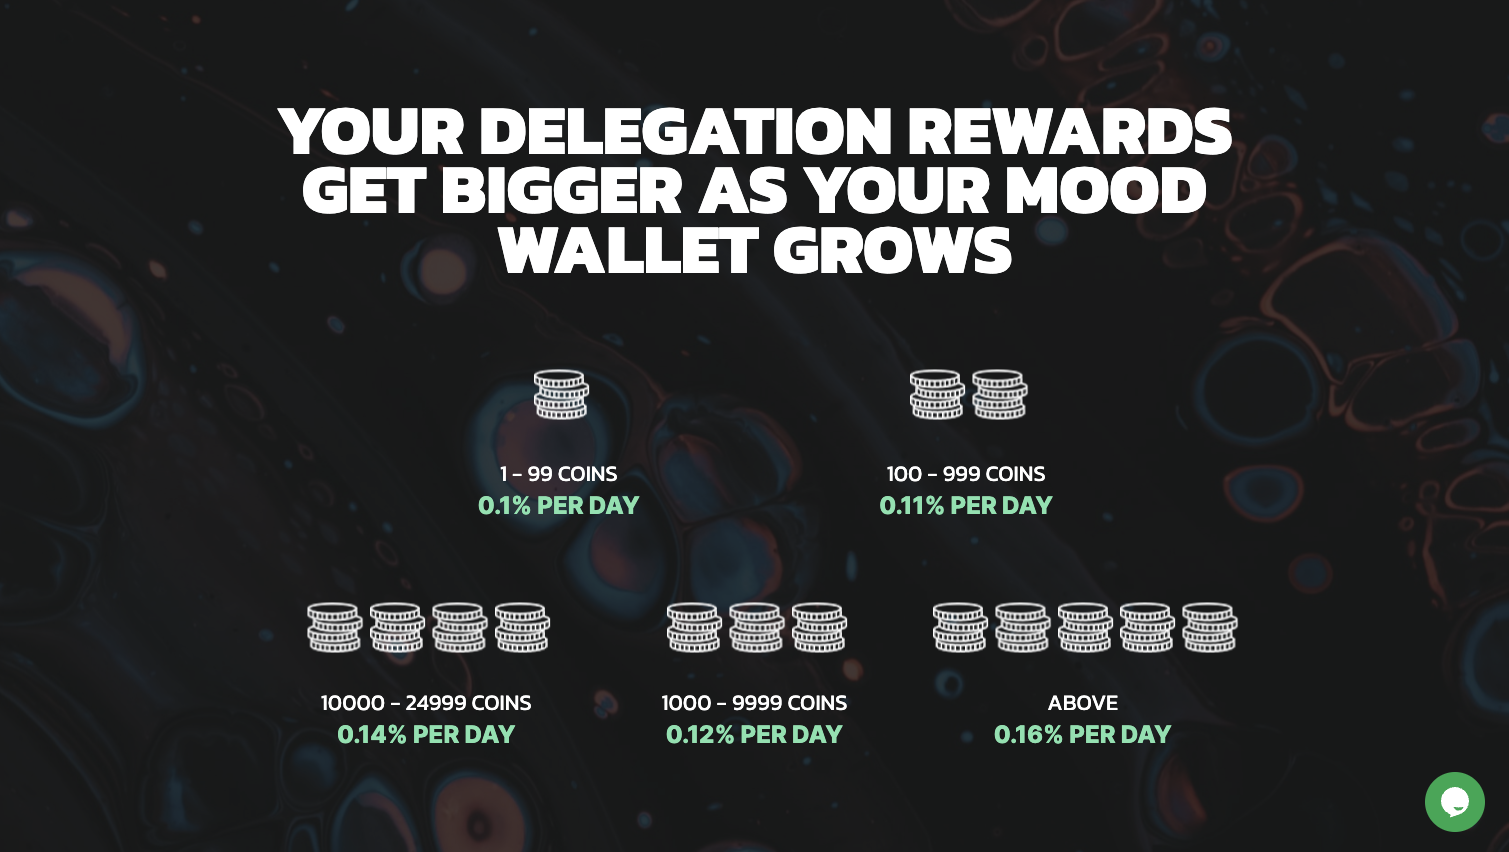 YOUR DELEGATION REWARDS
GET BIGGER AS YOUR MOOD
WALLET GROWS
1 - 99 COINS
0.1% PER DAY
100 - 999 COINS
0.11% PER DAY
10000 - 24999 COINS
0.14% PER DAY
1000 - 9999 COINS
0.12% PER DAY
ABOVE
0.16% PER DAY